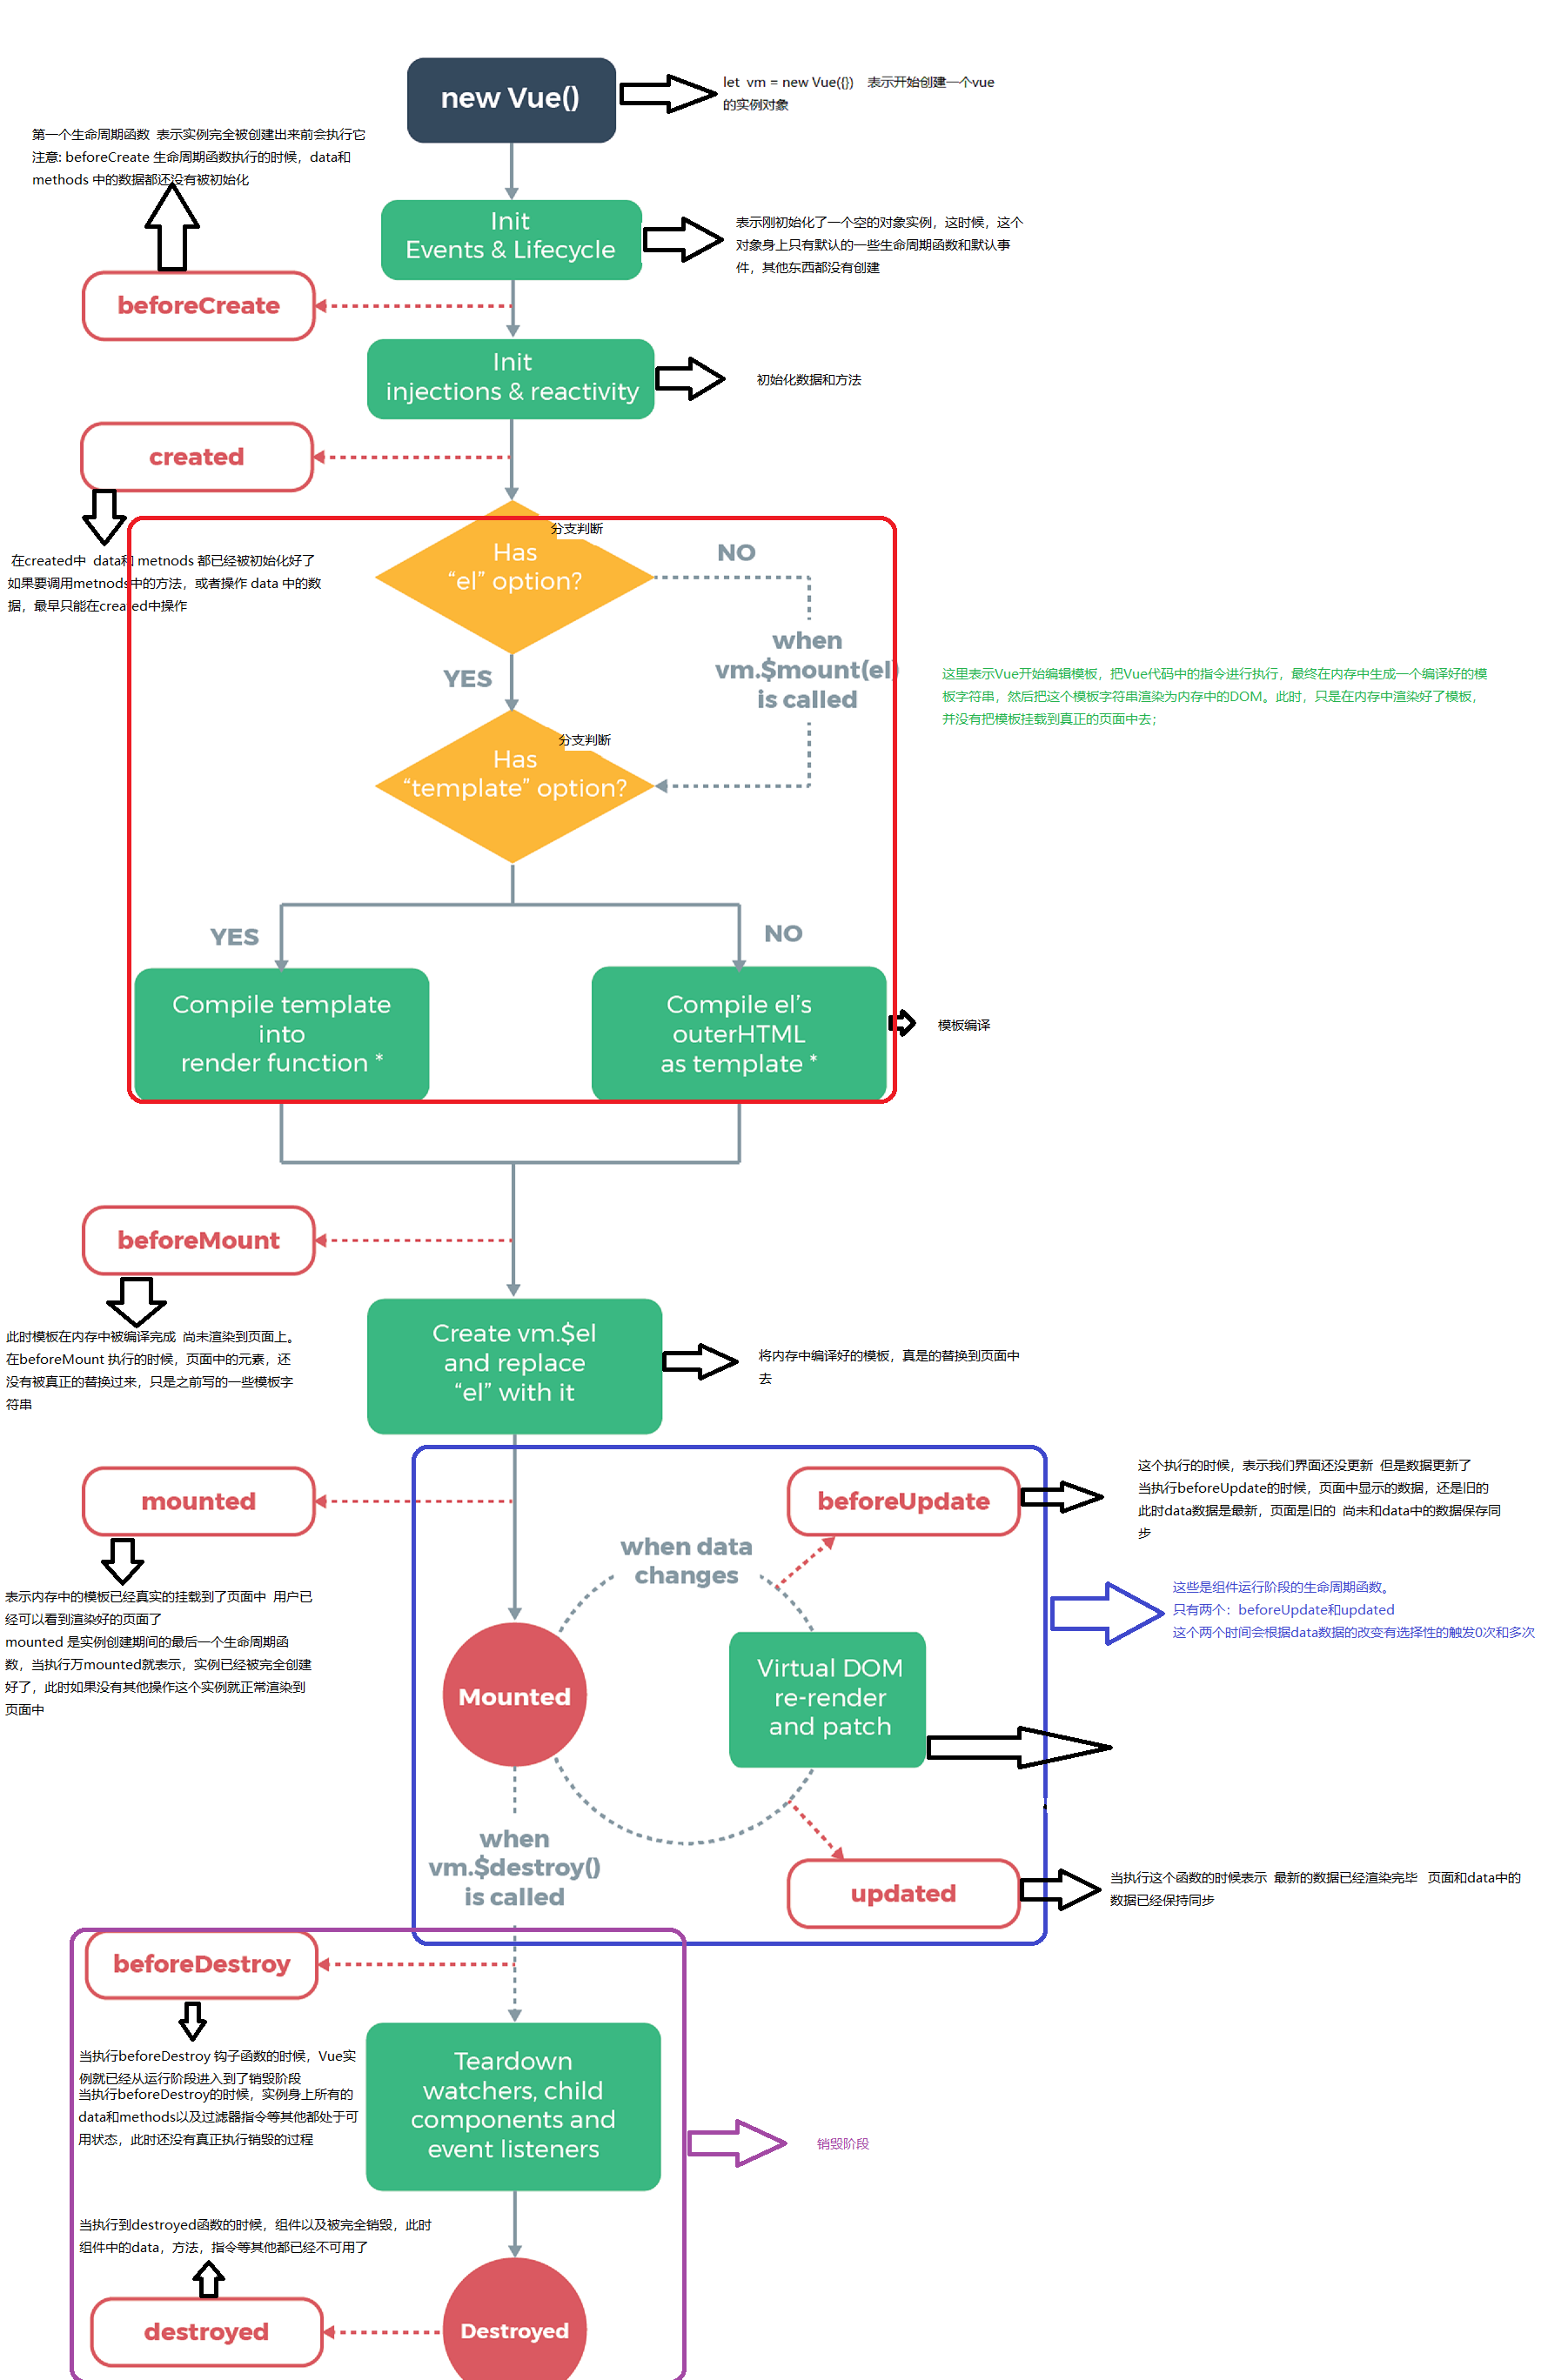 new Vue()
let vm = new Vue({}) 表示开始创建一个vue
的实例对象
第一个生命周期函数 表示实例完全被创建出来前会执行它
注意: beforeCreate 生命周期函数执行的时候，data和
methods 中的数据都还没有被初始化
Init
Events & Lifecycle
表示刚初始化了一个空的对象实例，这时候，这个
对象身上只有默认的一些生命周期函数和默认事
件，其他东西都没有创建
beforeCreate
Init
injections & reactivity
初始化数据和方法
created
在created中 data和 metnods 都已经被初始化好了
如果要调用metnods中的方法，或者操作 data 中的数
据，最早只能在created中操作
分支判断
Has
“el” option?
NO
when
vm.$mount(el)
is called
YES
这里表示Vue开始编辑模板，把Vue代码中的指令进行执行，最终在内存中生成一个编译好的模
板字符串，然后把这个模板字符串渲染为内存中的DOM。此时，只是在内存中渲染好了模板，
并没有把模板挂载到真正的页面中去；
分支判断
Has
“template” option?
YES
NO
Compile template
into
render function *
Compile el’s
outerHTML
as template *
模板编译
beforeMount
此时模板在内存中被编译完成 尚未渲染到页面上。
在beforeMount 执行的时候，页面中的元素，还
没有被真正的替换过来，只是之前写的一些模板字
符串
Create vm.$el
and replace
“el” with it
将内存中编译好的模板，真是的替换到页面中
去
mounted
表示内存中的模板已经真实的挂载到了页面中 用户已
经可以看到渲染好的页面了
mounted 是实例创建期间的最后一个生命周期函
数，当执行万mounted就表示，实例已经被完全创建
好了，此时如果没有其他操作这个实例就正常渲染到
页面中
beforeUpdate
这个执行的时候，表示我们界面还没更新 但是数据更新了
当执行beforeUpdate的时候，页面中显示的数据，还是旧的
此时data数据是最新，页面是旧的 尚未和data中的数据保存同
步
when data
changes
这些是组件运行阶段的生命周期函数。
只有两个：beforeUpdate和updated
这个两个时间会根据data数据的改变有选择性的触发0次和多次
Mounted
Virtual DOM
re-render
and patch
when
vm.$destroy()
is called
updated
当执行这个函数的时候表示 最新的数据已经渲染完毕 页面和data中的
数据已经保持同步
beforeDestroy
当执行beforeDestroy 钩子函数的时候，Vue实
例就已经从运行阶段进入到了销毁阶段
当执行beforeDestroy的时候，实例身上所有的
data和methods以及过滤器指令等其他都处于可
用状态，此时还没有真正执行销毁的过程
Teardown
watchers, child
components and
event listeners
销毁阶段
当执行到destroyed函数的时候，组件以及被完全销毁，此时
组件中的data，方法，指令等其他都已经不可用了
destroyed
Destroyed